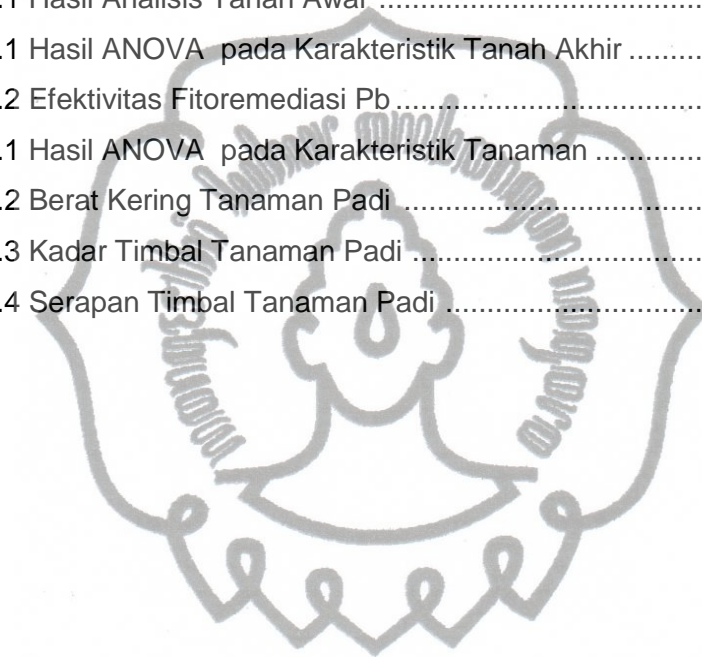 .1 Hasil Analisis Tanah Awal ........................................
.1 Hasil ANOVA pada Karakteristik Tanah Akhir .........
.2 Efektivitas Fitoremediasi Pb .......................................
.1 Hasil ANOVA pada Karakteristik Tanaman .............
.2 Berat Kering Tanaman Padi ......................................
.3 Kadar Timbal Tanaman Padi .....................................
.4 Serapan Timbal Tanaman Padi .................................